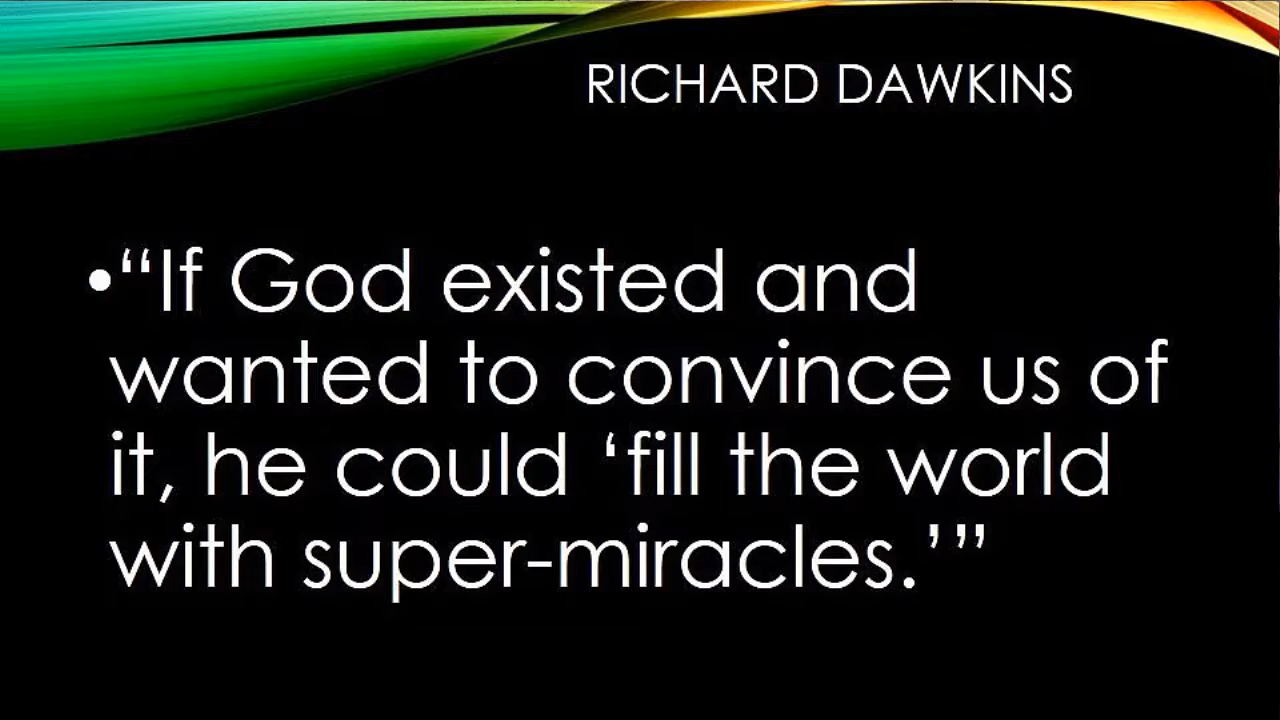 RICHARD DAWKINS
•“If God existed and
wanted to convince us of
it, he could ‘fill the world
with super-miracles.’”